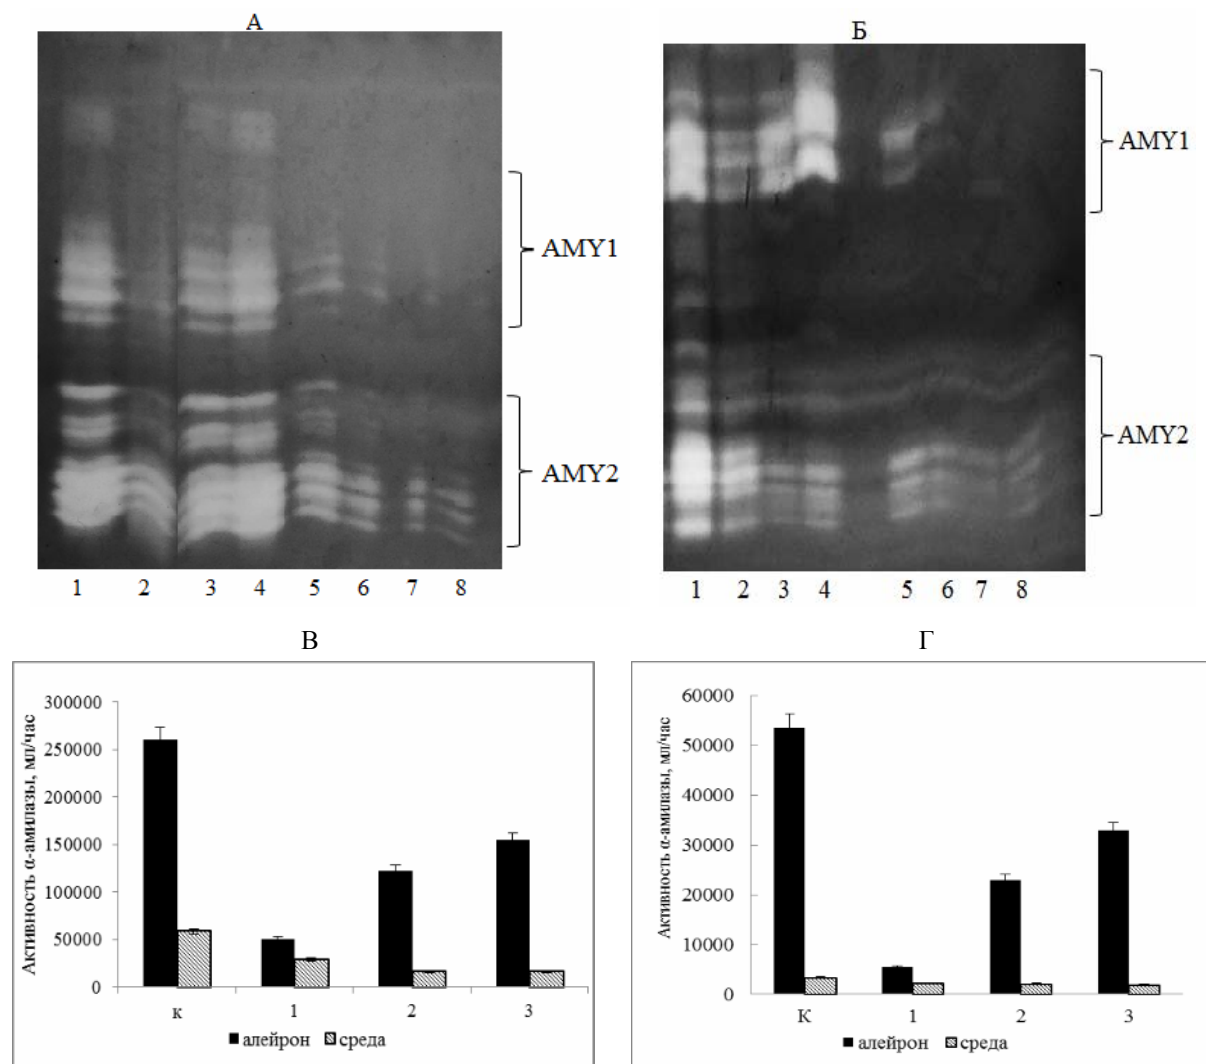 А
AMY1
AMY2
1 2 3 4 5 6 7 8
Б
AMY1
AMY2
1 2 3 4 5 6 7 8
В
Активность α-амилазы, мл/час
300000
250000
200000
150000
100000
50000
0
к 1 2 3
алейрон среда
Г
Активность α-амилазы, мл/час
60000
50000
40000
30000
20000
10000
0
К 1 2 3
алейрон среда